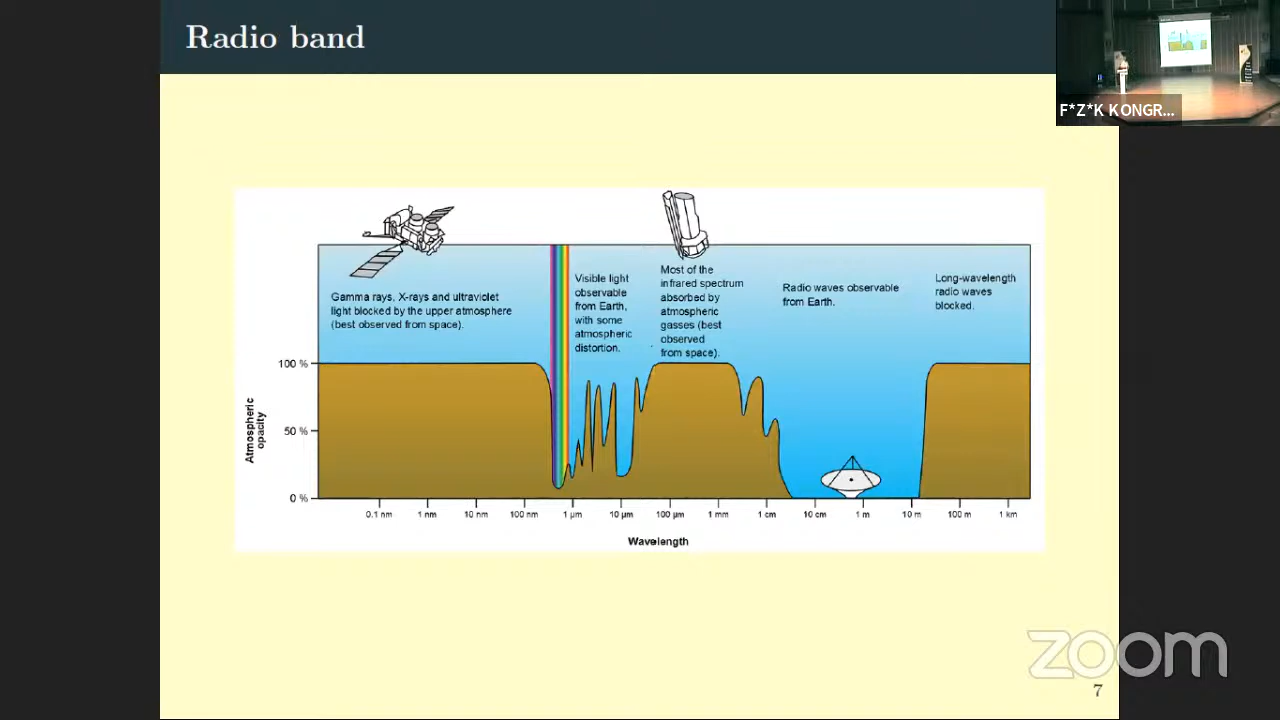 Radio band
F*Z*K KONGR...
Gamma rays, X-rays and ultraviolet
light blocked by the upper atmosphere
(best observed from space).
Visible light
observable
from Earth,
with some
atmospheric
distortion.
Most of the
infrared spectrum
absorbed by
atmospheric
gasses (best
observed
from space).
Radio waves observable
from Earth.
Long-wavelength
radio waves
blocked.
Atmospheric
opacity
100 %
50 %
0 %
0.1 nm 1 nm 10 nm 100 nm 1 µm 10 µm 100 µm 1 mm 1 cm 10 cm 1 m 10 m 100 m 1 km
Wavelength
zoom
7